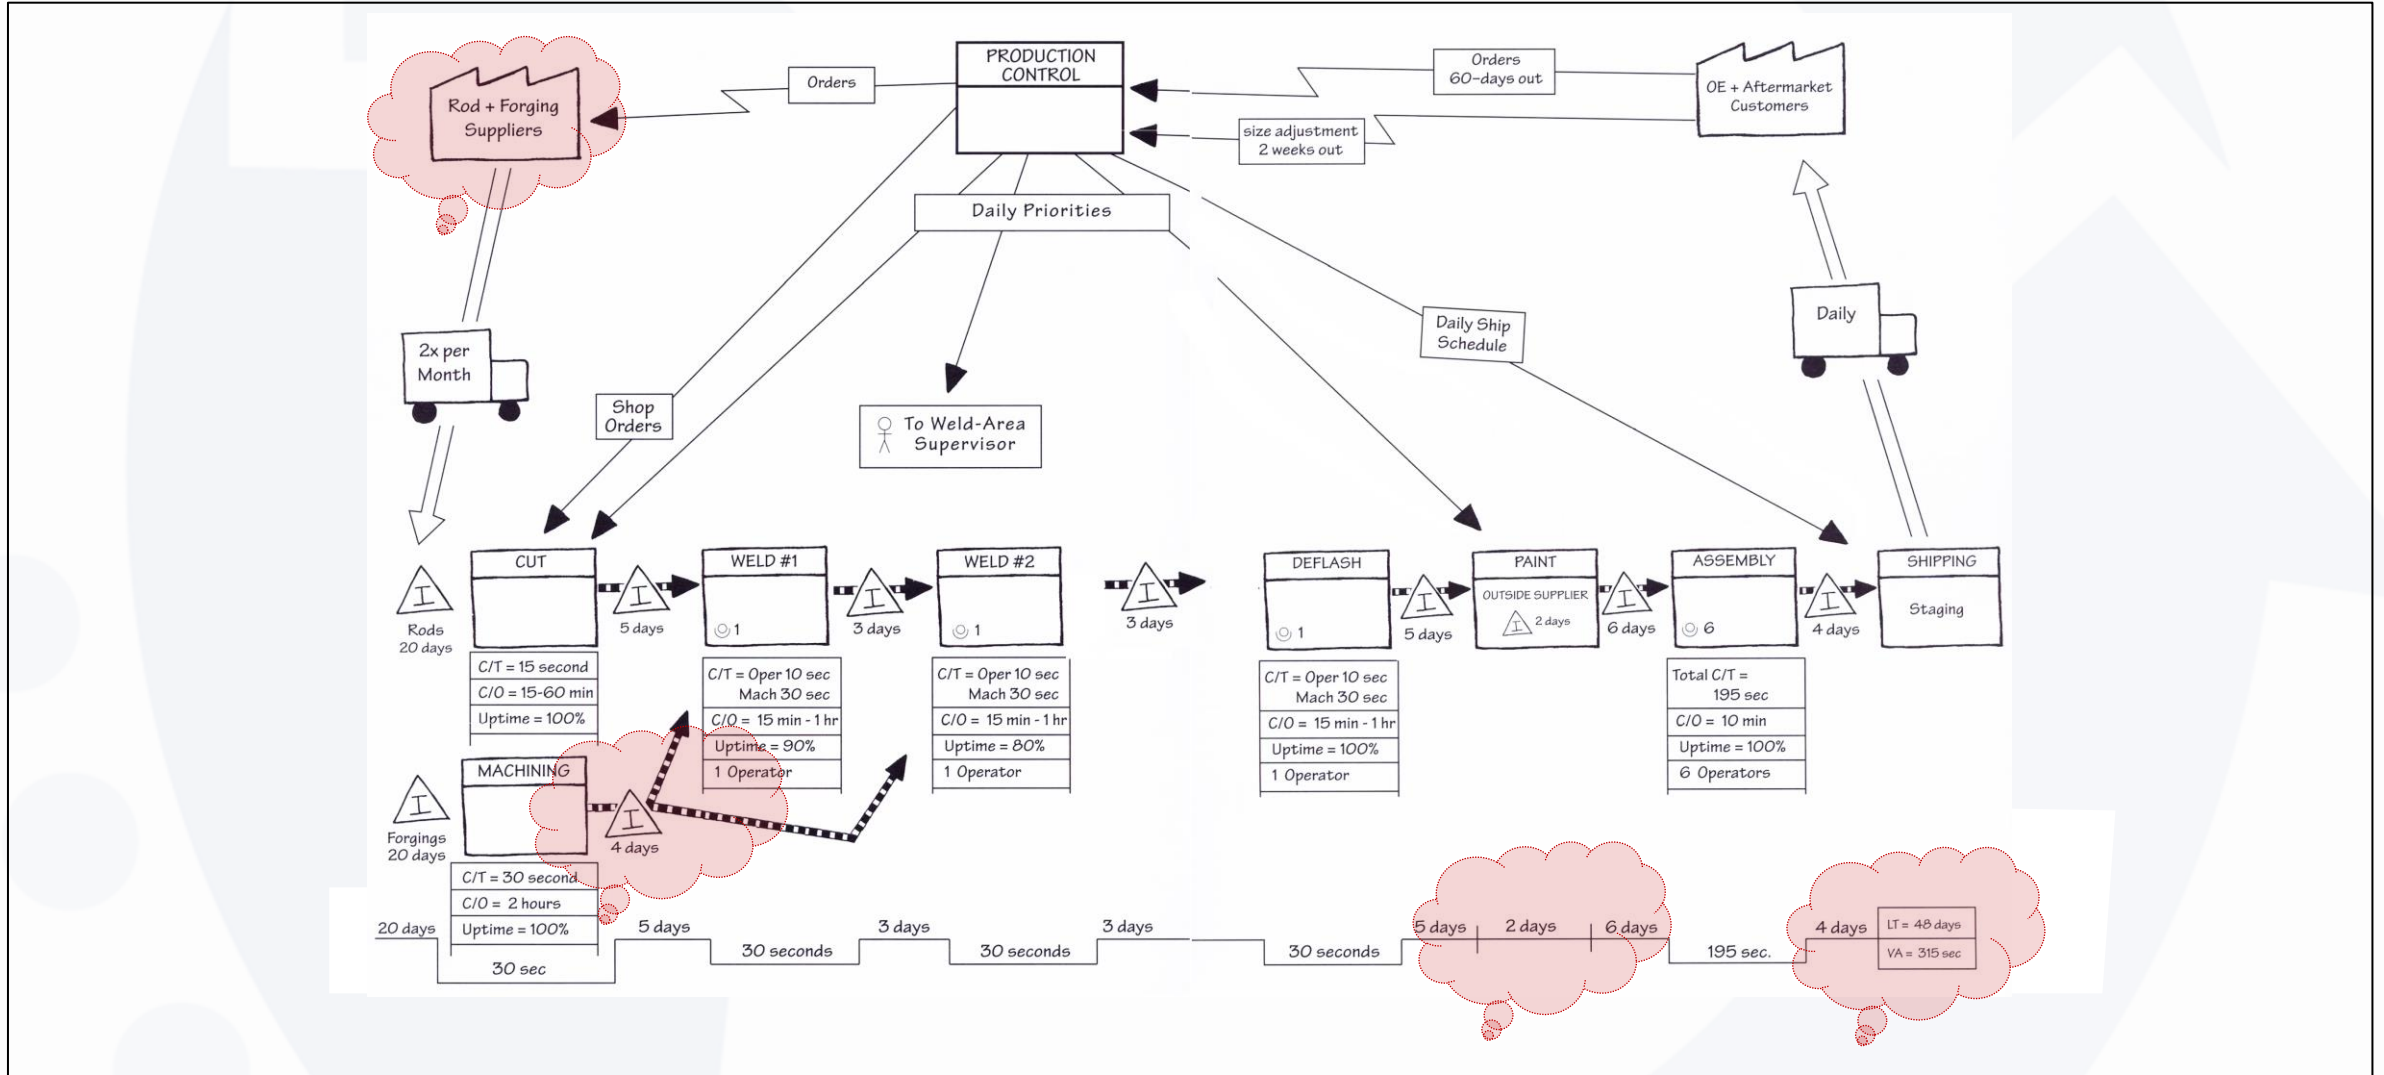 PRODUCTION
CONTROL
Rod + Forging
Suppliers
Orders
Orders
60-days out
OE + Aftermarket
Customers
size adjustment
2 weeks out
Daily Priorities
2x per
Month
Daily
Daily Ship
Schedule
Shop
Orders
To Weld-Area
Supervisor
I
Rods
20 days
CUT
I
5 days
WELD #1
1
I
3 days
WELD #2
1
I
3 days
DEFLASH
1
I
5 days
PAINT
OUTSIDE SUPPLIER
I
2 days
I
6 days
ASSEMBLY
6
I
4 days
SHIPPING
Staging
C/T = 15 second
C/O = 15-60 min
Uptime = 100%
C/T = Oper 10 sec
Mach 30 sec
C/O = 15 min - 1 hr
Uptime = 90%
1 Operator
C/T = Oper 10 sec
Mach 30 sec
C/O = 15 min - 1 hr
Uptime = 80%
1 Operator
C/T = Oper 10 sec
Mach 30 sec
C/O = 15 min - 1 hr
Uptime = 100%
1 Operator
Total C/T =
195 sec
C/O = 10 min
Uptime = 100%
6 Operators
I
Forgings
20 days
MACHINING
I
4 days
C/T = 30 second
C/O = 2 hours
Uptime = 100%
20 days
30 sec
5 days
30 seconds
3 days
30 seconds
3 days
30 seconds
5 days
2 days
6 days
195 sec.
4 days
LT = 48 days
VA = 315 sec